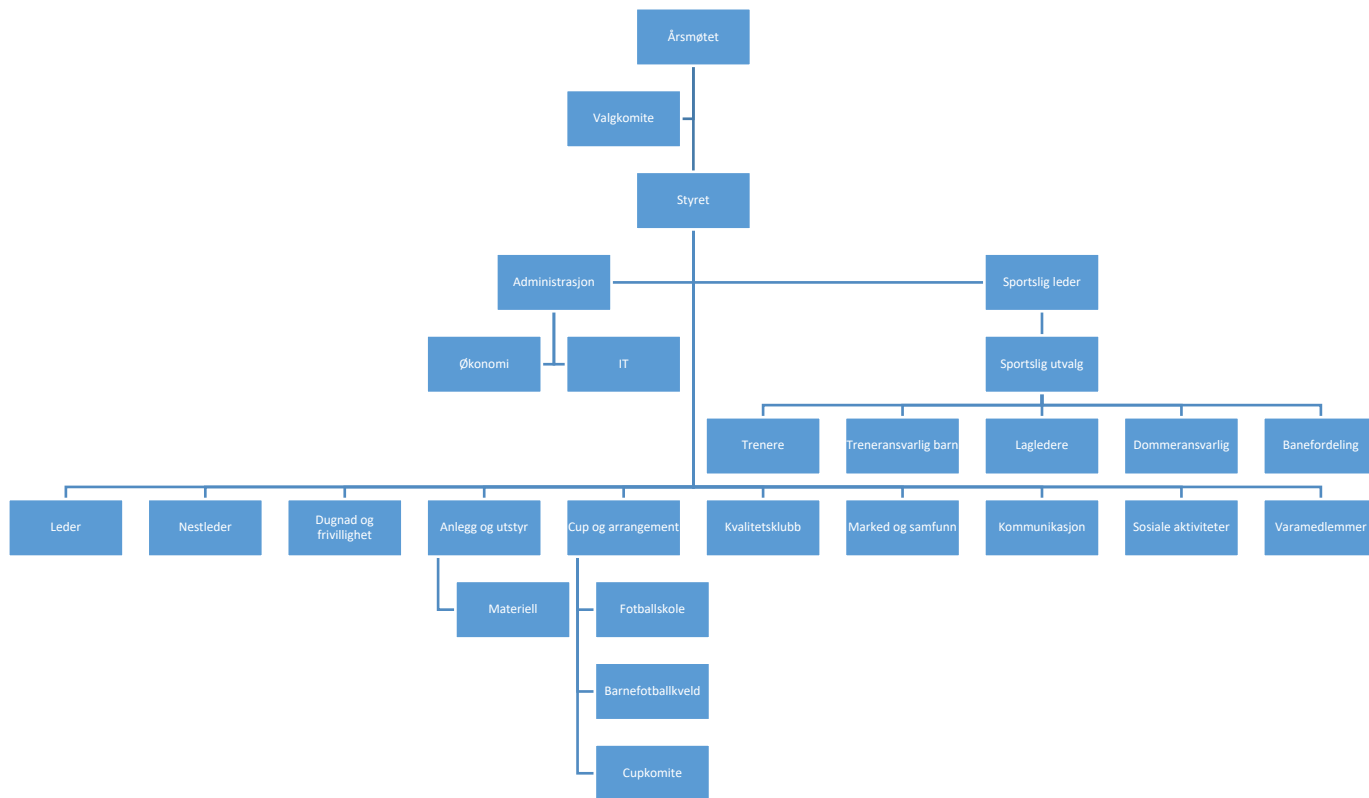 Årsmøtet
Valgkomite
Styret
Administrasjon
Sportslig leder
Økonomi
IT
Sportslig utvalg
Trenere
Treneransvarlig barn
Lagledere
Dommeransvarlig
Banefordeling
Leder
Nestleder
Dugnad og
frivillighet
Anlegg og utstyr
Cup og arrangement
Kvalitetsklubb
Marked og samfunn
Kommunikasjon
Sosiale aktiviteter
Varamedlemmer
Materiell
Fotballskole
Barnefotballkveld
Cupkomite